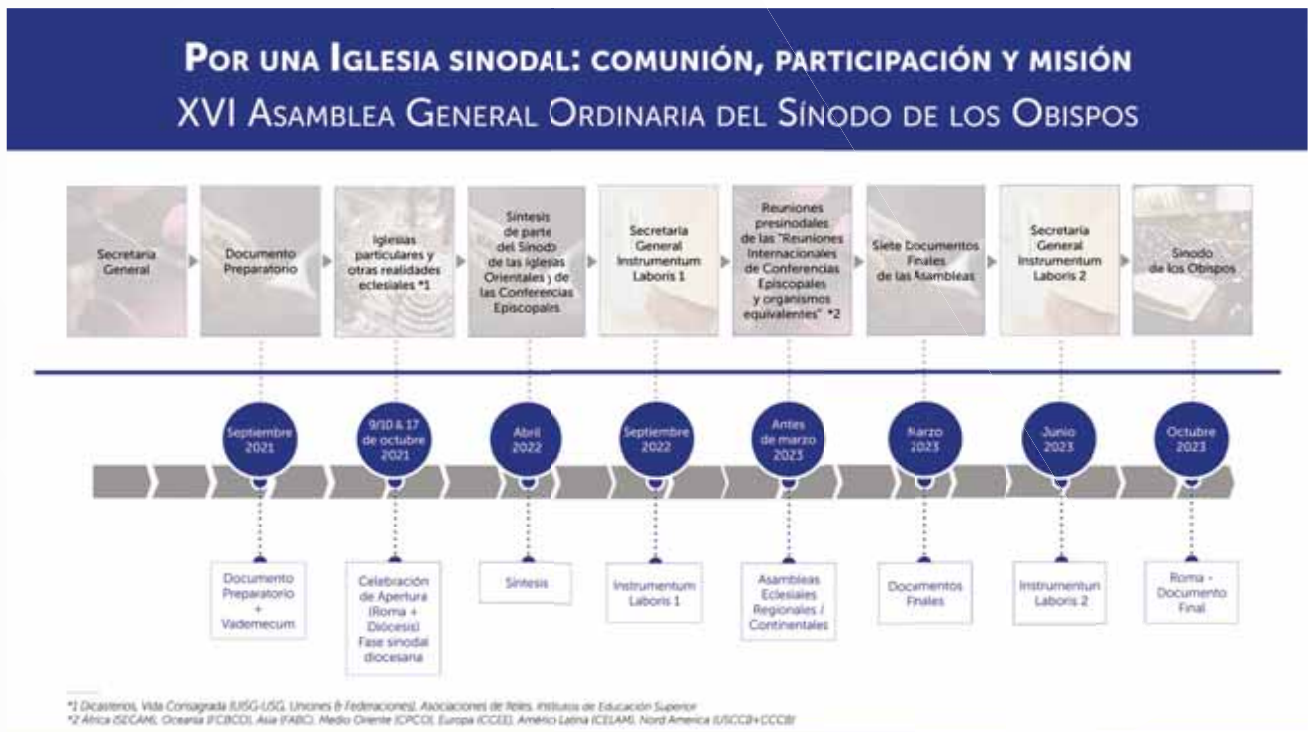 POR UNA IGLESIA SINODAL: COMUNIÓN, PARTICIPACIÓN Y MISIÓN
XVI ASAMBLEA GENERAL ORDINARIA DEL SÍNODO DE LOS OBISPOS
Secretaria
General
Documento
Preparatorio
Iglesias
particulares y
otras realidades
eclesiales *1
Síntesis
de parte
del Sínodo
de las Iglesias
Orientales y de
las Conferencias
Episcopales
Secretaria
General
Instrumentum
Laboris 1
Reuniones
presinodales
de las "Reuniones
Internacionales
de Conferencias
Episcopales
y organismos
equivalentes" *2
Siete Documentos
Finales
de las Asambleas
Secretaria
General
Instrumentum
Laboris 2
Sínodo
de los Obispos
Septiembre
2021
9/10 & 17
de octubre
2021
Abril
2022
Septiembre
2022
Antes
de marzo
2023
Marzo
2023
Junio
2023
Octubre
2023
Documento
Preparatorio
+
Vademecum
Celebración
de Apertura
(Roma +
Diócesis)
Fase sinodal
diocesana
Síntesis
Instrumentum
Laboris 1
Asambleas
Eclesiales
Regionales /
Continentales
Documentos
Fnales
Instrumentun
Laboris 2
Roma -
Documento
Final
*1 Dicasterios, Vida Consagrada (UISG-USG, Uniones & Federaciones), Asociaciones de fieles, Institutos de Educación Superior
*2 África (SECAM), Oceania (FCBCO), Asia (FABC), Medio Oriente (CPCO), Europa (CCEE), América Latina (CELAM), Nord America (USCCB+CCCB)